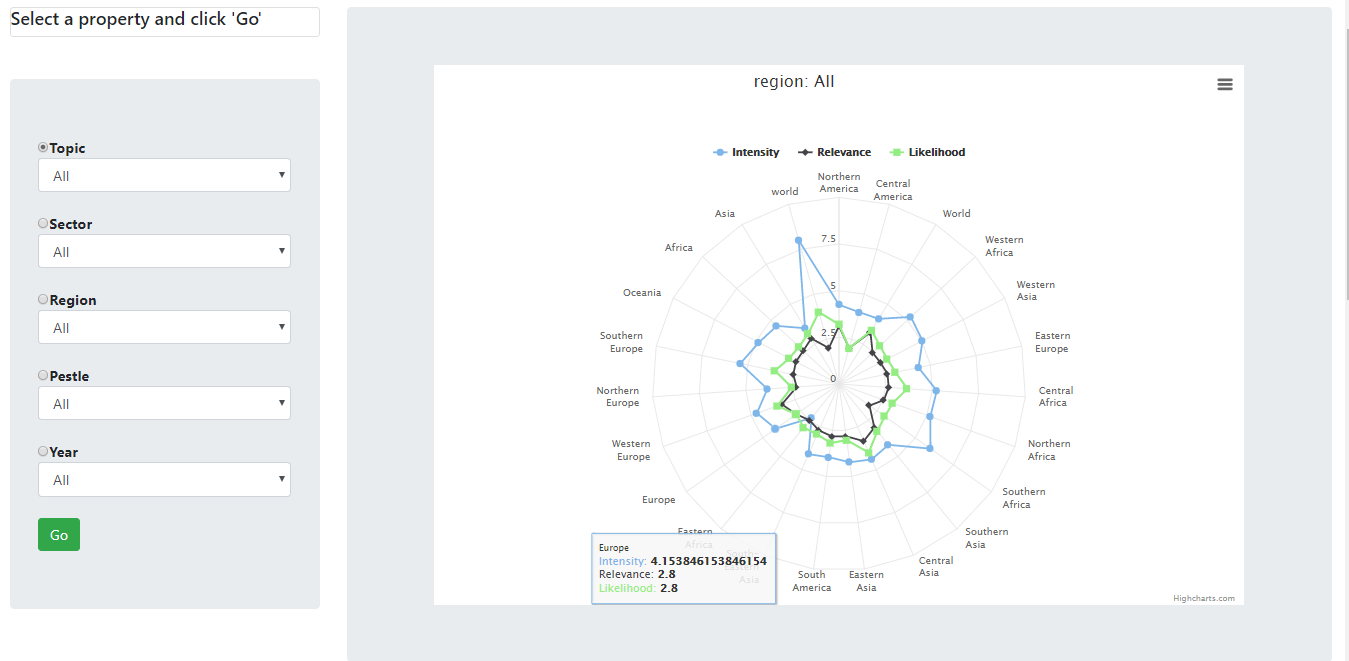 Select a property and click 'Go'
Topic
All
Sector
All
Region
All
Pestle
All
Year
All
Go
region: All
Intensity
Relevance
Likelihood
Northern
America
Central
America
World
Western
Africa
Western
Asia
Eastern
Europe
Central
Africa
Northern
Africa
Southern
Africa
Southern
Asia
Central
Asia
Eastern
Asia
South
America
South-
Eastern
Asia
Eastern
Africa
Europe
Western
Europe
Northern
Europe
Southern
Europe
Oceania
Africa
Asia
world
7.5
5
2.5
0
Europe
Intensity: 4.153846153846154
Relevance: 2.8
Likelihood: 2.8
Highcharts.com